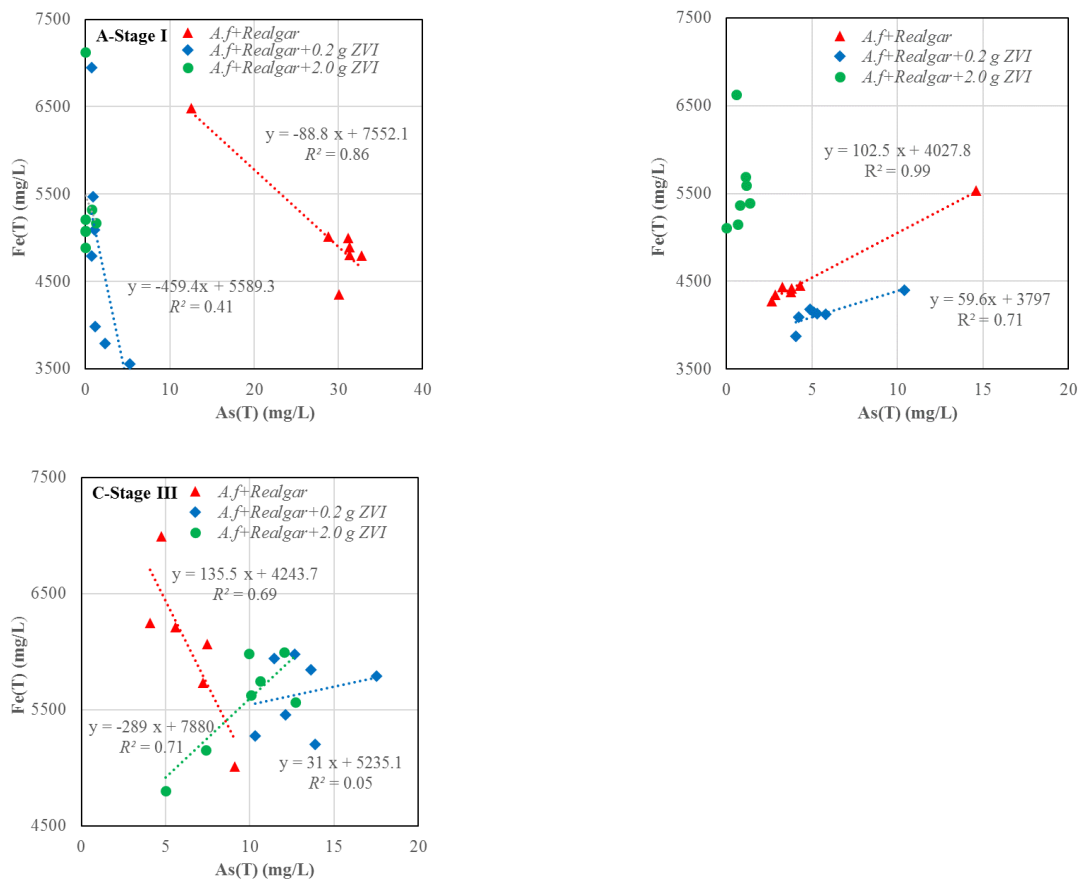 A-Stage I
A.f+Realgar
A.f+Realgar+0.2 g ZVI
A.f+Realgar+2.0 g ZVI
7500
6500
5500
4500
3500
Fe(T) (mg/L)
y = -88.8 x + 7552.1
R² = 0.86
y = -459.4x + 5589.3
R² = 0.41
0
10
20
30
40
As(T) (mg/L)
A.f+Realgar
A.f+Realgar+0.2 g ZVI
A.f+Realgar+2.0 g ZVI
7500
6500
5500
4500
3500
Fe(T) (mg/L)
y = 102.5 x + 4027.8
R² = 0.99
y = 59.6x + 3797
R² = 0.71
0
5
10
15
20
As(T) (mg/L)
C-Stage III
A.f+Realgar
A.f+Realgar+0.2 g ZVI
A.f+Realgar+2.0 g ZVI
7500
6500
5500
4500
Fe(T) (mg/L)
y = 135.5 x + 4243.7
R² = 0.69
y = -289 x + 7880
R² = 0.71
y = 31 x + 5235.1
R² = 0.05
0
5
10
15
20
As(T) (mg/L)